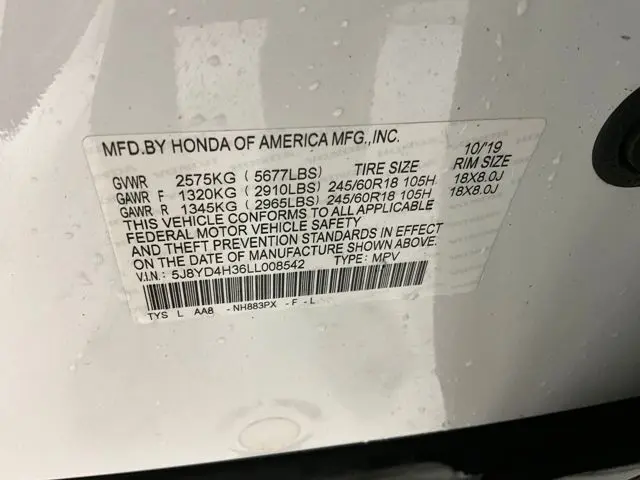 MFD.BY HONDA OF AMERICA MFG.,INC. 10/'19
GVWR 2575KG ( 5677LBS) TIRE SIZE RIM SIZE
GAWR F 1320KG ( 2910LBS) 245/60R18 105H 18X8.0J
GAWR R 1345KG ( 2965LBS) 245/60R18 105H 18X8.0J
THIS VEHICLE CONFORMS TO ALL APPLICABLE
FEDERAL MOTOR VEHICLE SAFETY
AND THEFT PREVENTION STANDARDS IN EFFECT
ON THE DATE OF MANUFACTURE SHOWN ABOVE.
V.I.N.: 5J8YD4H36LL008542 TYPE: MPV
TYS L AA8 - NH883PX - F - L